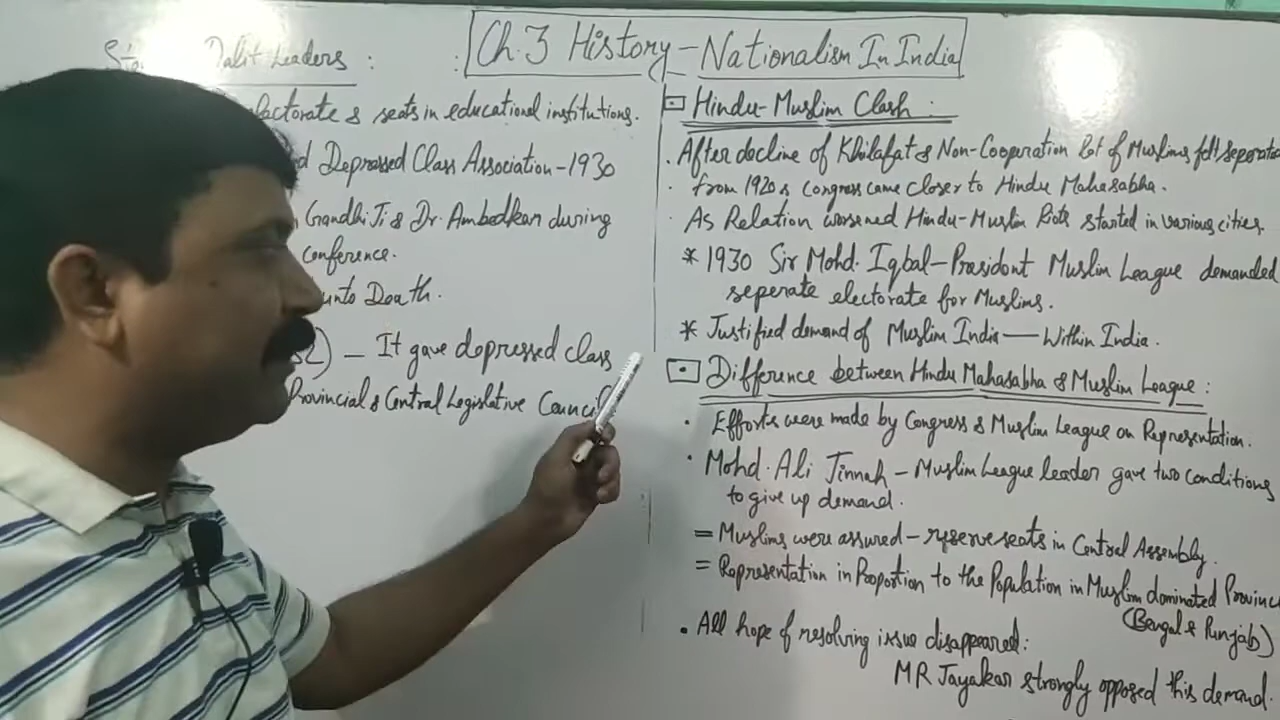 Ch.3 History - Nationalism In India
Dalit Leaders :
electorate & seats in educational institutions.
Depressed Class Association - 1930
Gandhi Ji & Dr. Ambedkar during
conference.
unto Death.
32) - It gave depressed class
Provincial & Central Legislative Council
Hindu-Muslim Clash :
. After decline of Khilafat & Non-Cooperation lot of Muslims felt seperated
. from 1920s Congress came closer to Hindu Mahasabha.
. As Relation worsened Hindu-Muslim Riots started in various cities.
* 1930 Sir Mohd. Iqbal - President Muslim League demanded
seperate electorate for Muslims.
* Justified demand of Muslim India — Within India.
Difference between Hindu Mahasabha & Muslim League :
. Efforts were made by Congress & Muslim League on Representation.
. Mohd. Ali Jinnah - Muslim League leader gave two conditions
to give up demand.
= Muslims were assured - reserve seats in Central Assembly.
= Representation in Proportion to the Population in Muslim dominated Provinc
(Bengal & Punjab)
. All hope of resolving issue disappeared :
MR Jayakar strongly opposed this demand.